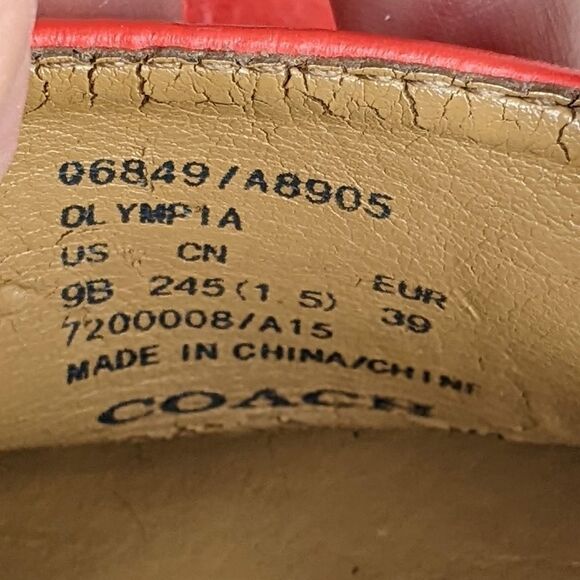 06849/A8905
OLYMPIA
US CN EUR
9B 245(1.5) 39
7200008/A15
MADE IN CHINA/CHINE
COACH